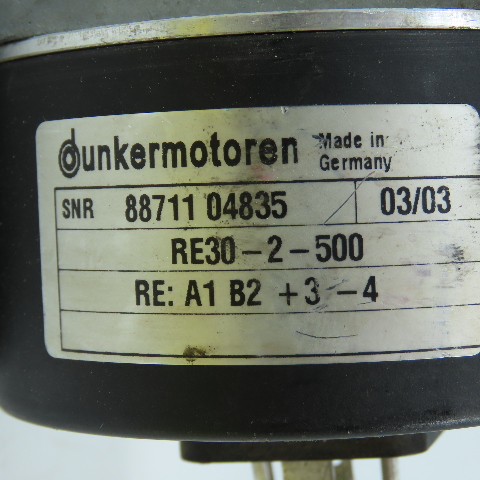 dunkermotoren Made in
Germany
SNR 88711 04835 03/03
RE30-2-500
RE: A1 B2 +3 -4